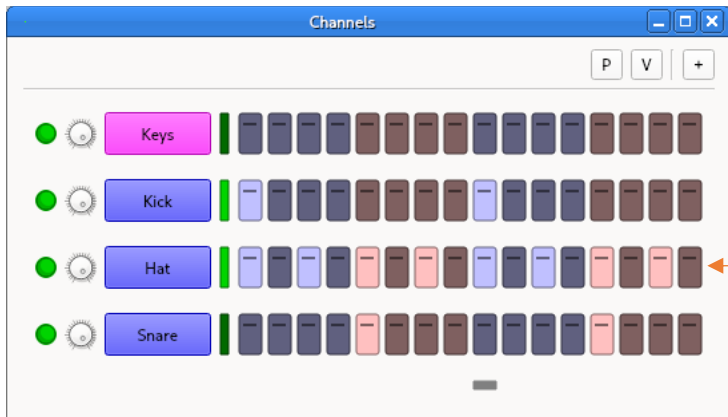 Channels
P V +
Keys
Kick
Hat
Snare